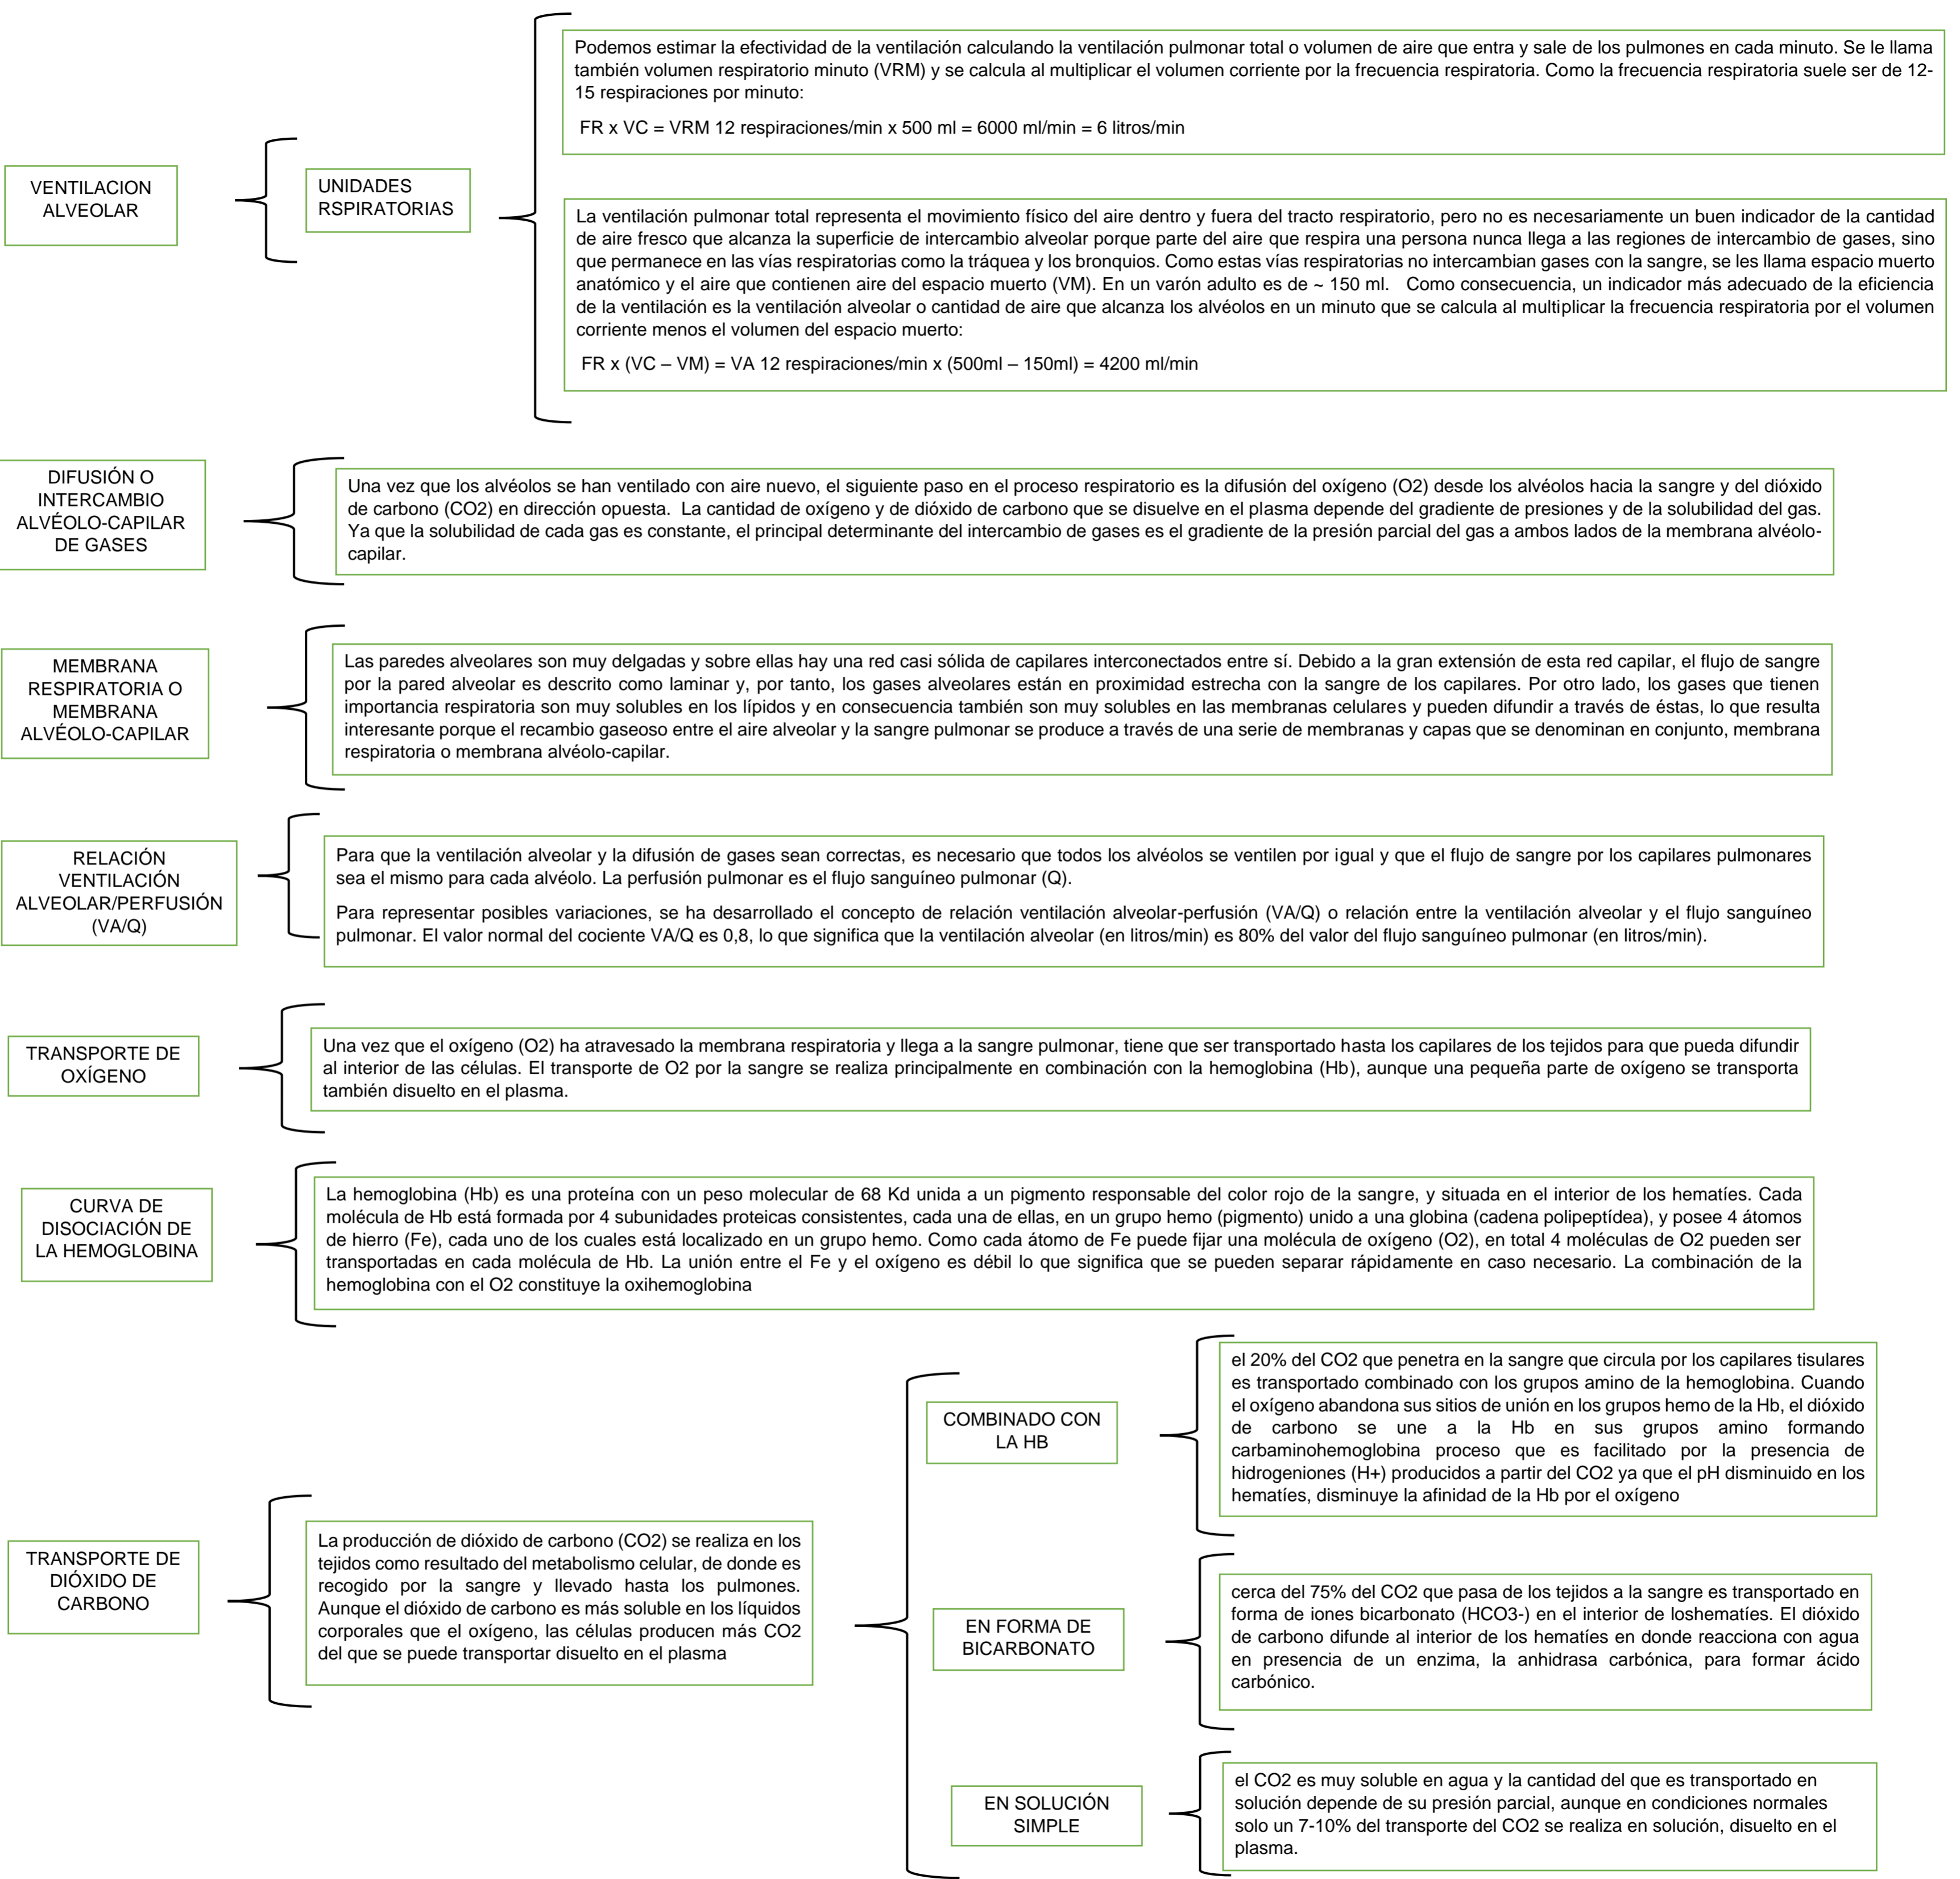 VENTILACION
ALVEOLAR
UNIDADES
RSPIRATORIAS
Podemos estimar la efectividad de la ventilación calculando la ventilación pulmonar total o volumen de aire que entra y sale de los pulmones en cada minuto. Se le llama
también volumen respiratorio minuto (VRM) y se calcula al multiplicar el volumen corriente por la frecuencia respiratoria. Como la frecuencia respiratoria suele ser de 12-
15 respiraciones por minuto:
FR x VC = VRM 12 respiraciones/min x 500 ml = 6000 ml/min = 6 litros/min
La ventilación pulmonar total representa el movimiento físico del aire dentro y fuera del tracto respiratorio, pero no es necesariamente un buen indicador de la cantidad
de aire fresco que alcanza la superficie de intercambio alveolar porque parte del aire que respira una persona nunca llega a las regiones de intercambio de gases, sino
que permanece en las vías respiratorias como la tráquea y los bronquios. Como estas vías respiratorias no intercambian gases con la sangre, se les llama espacio muerto
anatómico y el aire que contienen aire del espacio muerto (VM). En un varón adulto es de ~ 150 ml. Como consecuencia, un indicador más adecuado de la eficiencia
de la ventilación es la ventilación alveolar o cantidad de aire que alcanza los alvéolos en un minuto que se calcula al multiplicar la frecuencia respiratoria por el volumen
corriente menos el volumen del espacio muerto:
FR x (VC – VM) = VA 12 respiraciones/min x (500ml – 150ml) = 4200 ml/min
DIFUSIÓN O
INTERCAMBIO
ALVÉOLO-CAPILAR
DE GASES
Una vez que los alvéolos se han ventilado con aire nuevo, el siguiente paso en el proceso respiratorio es la difusión del oxígeno (O2) desde los alvéolos hacia la sangre y del dióxido
de carbono (CO2) en dirección opuesta. La cantidad de oxígeno y de dióxido de carbono que se disuelve en el plasma depende del gradiente de presiones y de la solubilidad del gas.
Ya que la solubilidad de cada gas es constante, el principal determinante del intercambio de gases es el gradiente de la presión parcial del gas a ambos lados de la membrana alvéolo-
capilar.
MEMBRANA
RESPIRATORIA O
MEMBRANA
ALVÉOLO-CAPILAR
Las paredes alveolares son muy delgadas y sobre ellas hay una red casi sólida de capilares interconectados entre sí. Debido a la gran extensión de esta red capilar, el flujo de sangre
por la pared alveolar es descrito como laminar y, por tanto, los gases alveolares están en proximidad estrecha con la sangre de los capilares. Por otro lado, los gases que tienen
importancia respiratoria son muy solubles en los lípidos y en consecuencia también son muy solubles en las membranas celulares y pueden difundir a través de éstas, lo que resulta
interesante porque el recambio gaseoso entre el aire alveolar y la sangre pulmonar se produce a través de una serie de membranas y capas que se denominan en conjunto, membrana
respiratoria o membrana alvéolo-capilar.
RELACIÓN
VENTILACIÓN
ALVEOLAR/PERFUSIÓN
(VA/Q)
Para que la ventilación alveolar y la difusión de gases sean correctas, es necesario que todos los alvéolos se ventilen por igual y que el flujo de sangre por los capilares pulmonares
sea el mismo para cada alvéolo. La perfusión pulmonar es el flujo sanguíneo pulmonar (Q).
Para representar posibles variaciones, se ha desarrollado el concepto de relación ventilación alveolar-perfusión (VA/Q) o relación entre la ventilación alveolar y el flujo sanguíneo
pulmonar. El valor normal del cociente VA/Q es 0,8, lo que significa que la ventilación alveolar (en litros/min) es 80% del valor del flujo sanguíneo pulmonar (en litros/min).
TRANSPORTE DE
OXÍGENO
Una vez que el oxígeno (O2) ha atravesado la membrana respiratoria y llega a la sangre pulmonar, tiene que ser transportado hasta los capilares de los tejidos para que pueda difundir
al interior de las células. El transporte de O2 por la sangre se realiza principalmente en combinación con la hemoglobina (Hb), aunque una pequeña parte de oxígeno se transporta
también disuelto en el plasma.
CURVA DE
DISOCIACIÓN DE
LA HEMOGLOBINA
La hemoglobina (Hb) es una proteína con un peso molecular de 68 Kd unida a un pigmento responsable del color rojo de la sangre, y situada en el interior de los hematíes. Cada
molécula de Hb está formada por 4 subunidades proteicas consistentes, cada una de ellas, en un grupo hemo (pigmento) unido a una globina (cadena polipeptídea), y posee 4 átomos
de hierro (Fe), cada uno de los cuales está localizado en un grupo hemo. Como cada átomo de Fe puede fijar una molécula de oxígeno (O2), en total 4 moléculas de O2 pueden ser
transportadas en cada molécula de Hb. La unión entre el Fe y el oxígeno es débil lo que significa que se pueden separar rápidamente en caso necesario. La combinación de la
hemoglobina con el O2 constituye la oxihemoglobina
TRANSPORTE DE
DIÓXIDO DE
CARBONO
La producción de dióxido de carbono (CO2) se realiza en los
tejidos como resultado del metabolismo celular, de donde es
recogido por la sangre y llevado hasta los pulmones.
Aunque el dióxido de carbono es más soluble en los líquidos
corporales que el oxígeno, las células producen más CO2
del que se puede transportar disuelto en el plasma
COMBINADO CON
LA HB
el 20% del CO2 que penetra en la sangre que circula por los capilares tisulares
es transportado combinado con los grupos amino de la hemoglobina. Cuando
el oxígeno abandona sus sitios de unión en los grupos hemo de la Hb, el dióxido
de carbono se une a la Hb en sus grupos amino formando
carbaminohemoglobina proceso que es facilitado por la presencia de
hidrogeniones (H+) producidos a partir del CO2 ya que el pH disminuido en los
hematíes, disminuye la afinidad de la Hb por el oxígeno
EN FORMA DE
BICARBONATO
cerca del 75% del CO2 que pasa de los tejidos a la sangre es transportado en
forma de iones bicarbonato (HCO3-) en el interior de loshematíes. El dióxido
de carbono difunde al interior de los hematíes en donde reacciona con agua
en presencia de un enzima, la anhidrasa carbónica, para formar ácido
carbónico.
EN SOLUCIÓN
SIMPLE
el CO2 es muy soluble en agua y la cantidad del que es transportado en
solución depende de su presión parcial, aunque en condiciones normales
solo un 7-10% del transporte del CO2 se realiza en solución, disuelto en el
plasma.